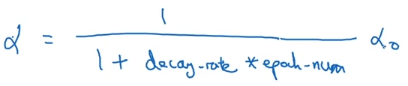 α = 1 / (1 + decay-rate * epoch-num) α₀